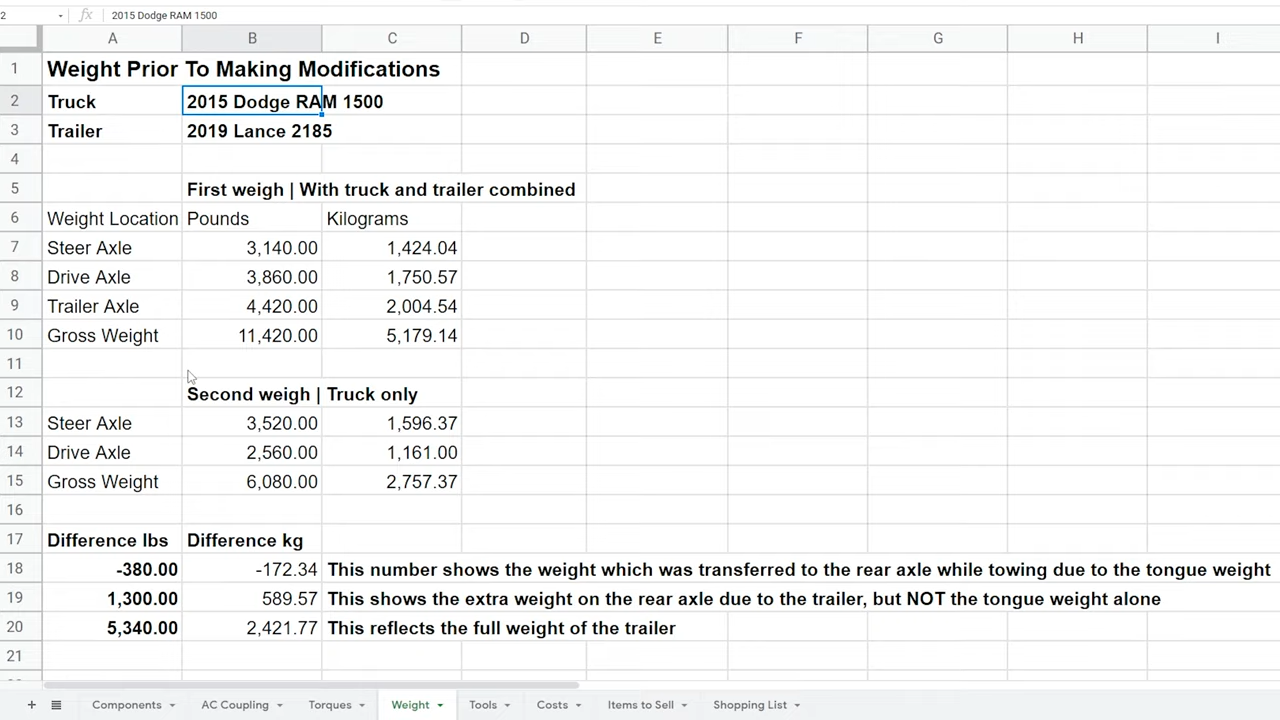 2 fx 2015 Dodge RAM 1500
A B C D E F G H I
1 Weight Prior To Making Modifications
2 Truck 2015 Dodge RAM 1500
3 Trailer 2019 Lance 2185
4
5 First weigh | With truck and trailer combined
6 Weight Location Pounds Kilograms
7 Steer Axle 3,140.00 1,424.04
8 Drive Axle 3,860.00 1,750.57
9 Trailer Axle 4,420.00 2,004.54
10 Gross Weight 11,420.00 5,179.14
11
12 Second weigh | Truck only
13 Steer Axle 3,520.00 1,596.37
14 Drive Axle 2,560.00 1,161.00
15 Gross Weight 6,080.00 2,757.37
16
17 Difference lbs Difference kg
18 -380.00 -172.34 This number shows the weight which was transferred to the rear axle while towing due to the tongue weight
19 1,300.00 589.57 This shows the extra weight on the rear axle due to the trailer, but NOT the tongue weight alone
20 5,340.00 2,421.77 This reflects the full weight of the trailer
21
Components AC Coupling Torques Weight Tools Costs Items to Sell Shopping List